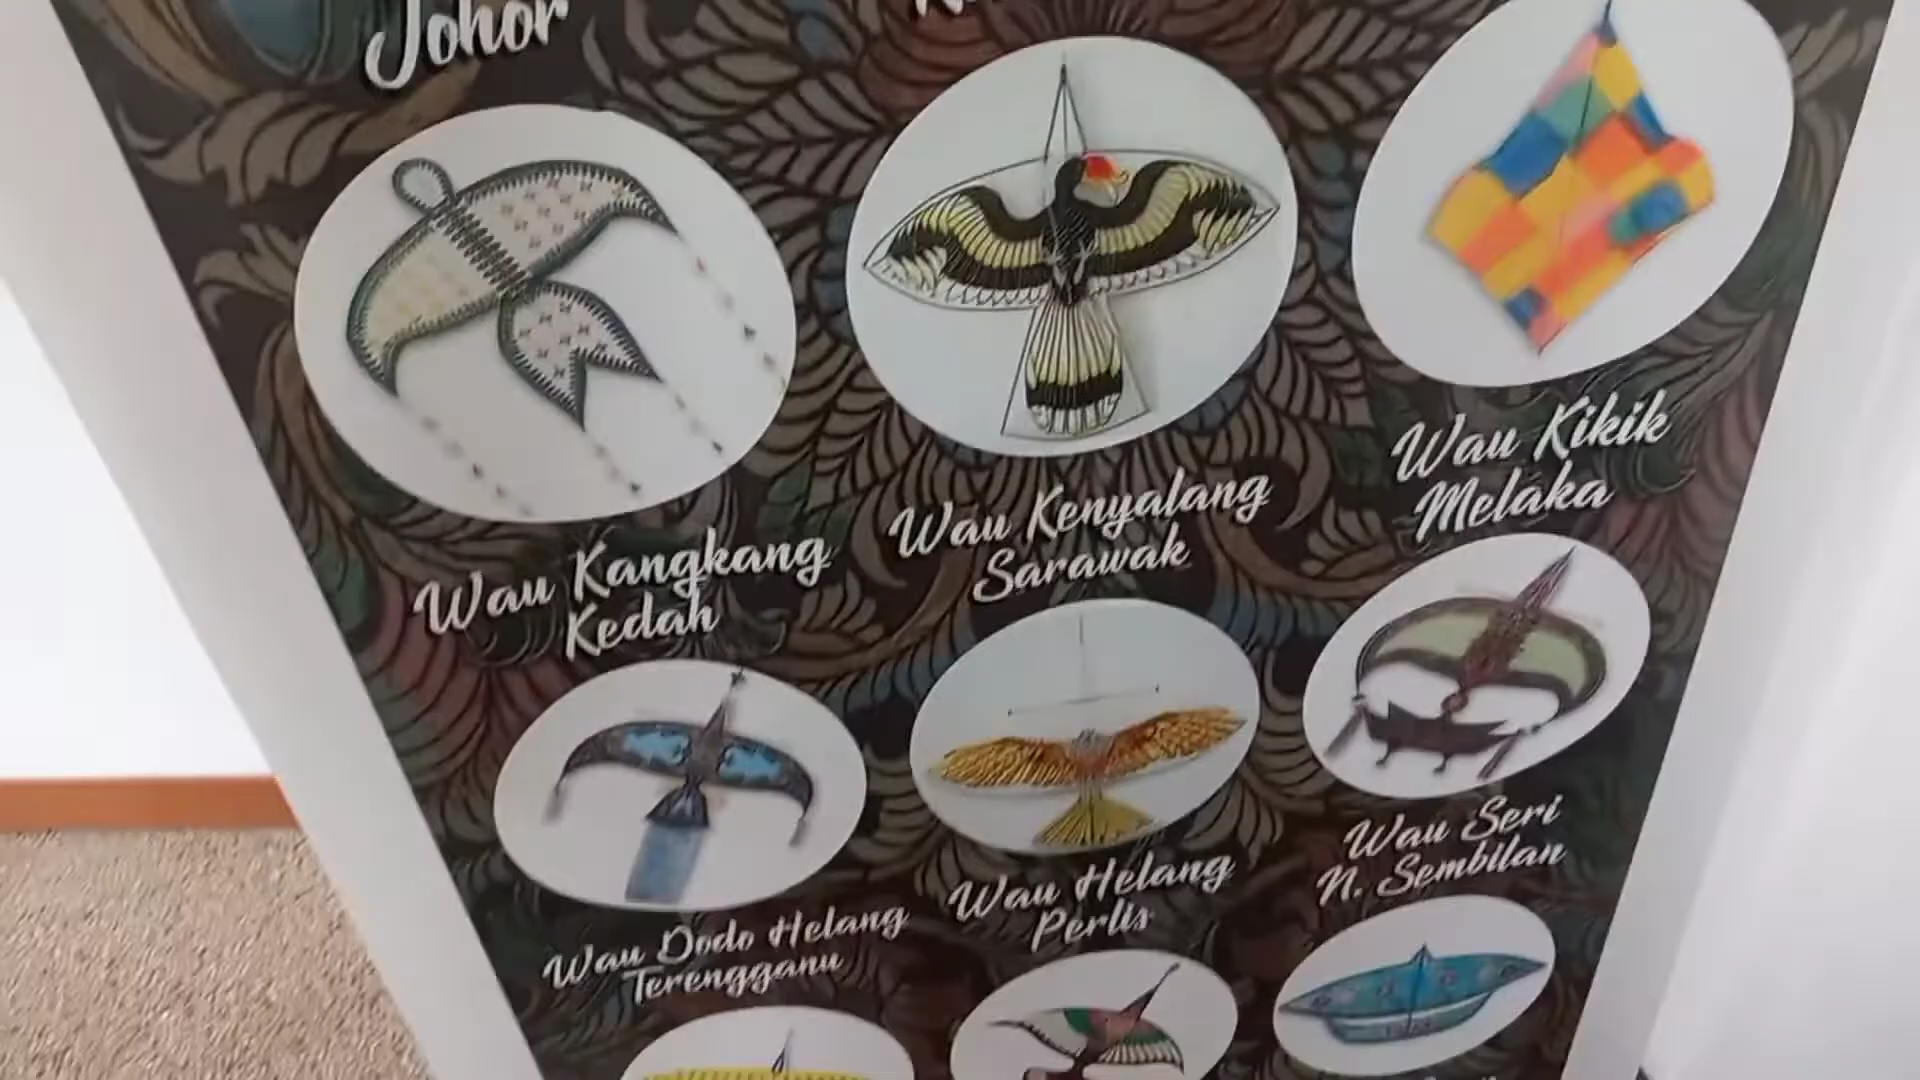 Johor
Wau Kangkang
Kedah
Wau Kenyalang
Sarawak
Wau Kikik
Melaka
Wau Dodo Helang
Terengganu
Wau Helang
Perlis
Wau Seri
N. Sembilan